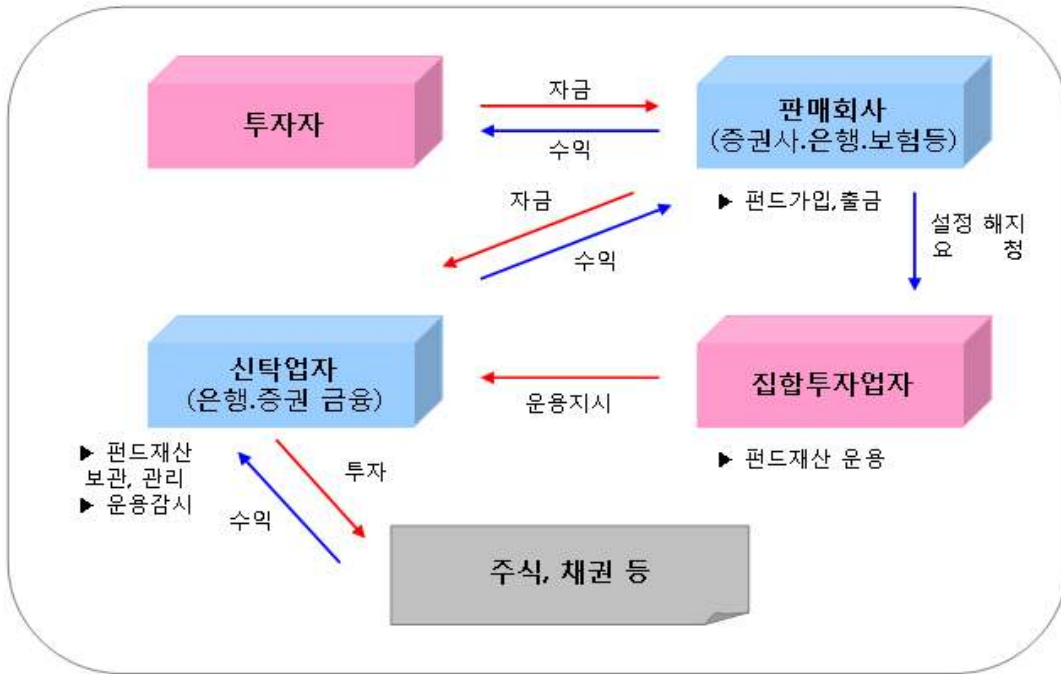 투자자
자금
수익
판매회사
(증권사.은행.보험등)
▶ 펀드가입,출금
자금
수익
설정 해지
요 청
신탁업자
(은행.증권 금융)
운용지시
집합투자업자
▶ 펀드재산
보관, 관리
▶ 운용감시
▶ 펀드재산 운용
투자
수익
주식, 채권 등